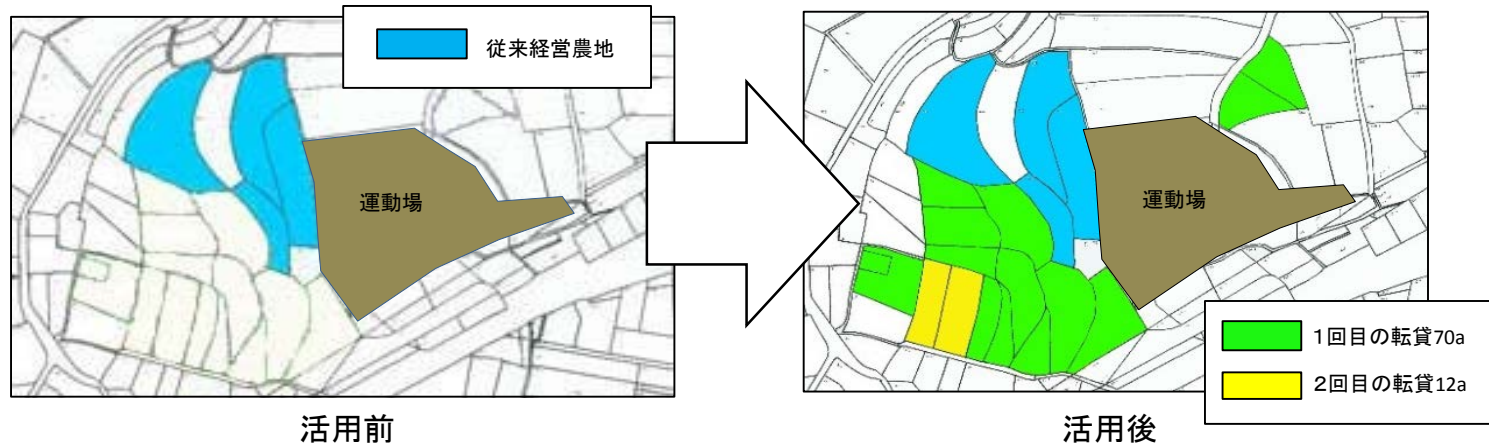 従来経営農地
運動場
活用前
運動場
1回目の転貸70a
２回目の転貸12a
活用後